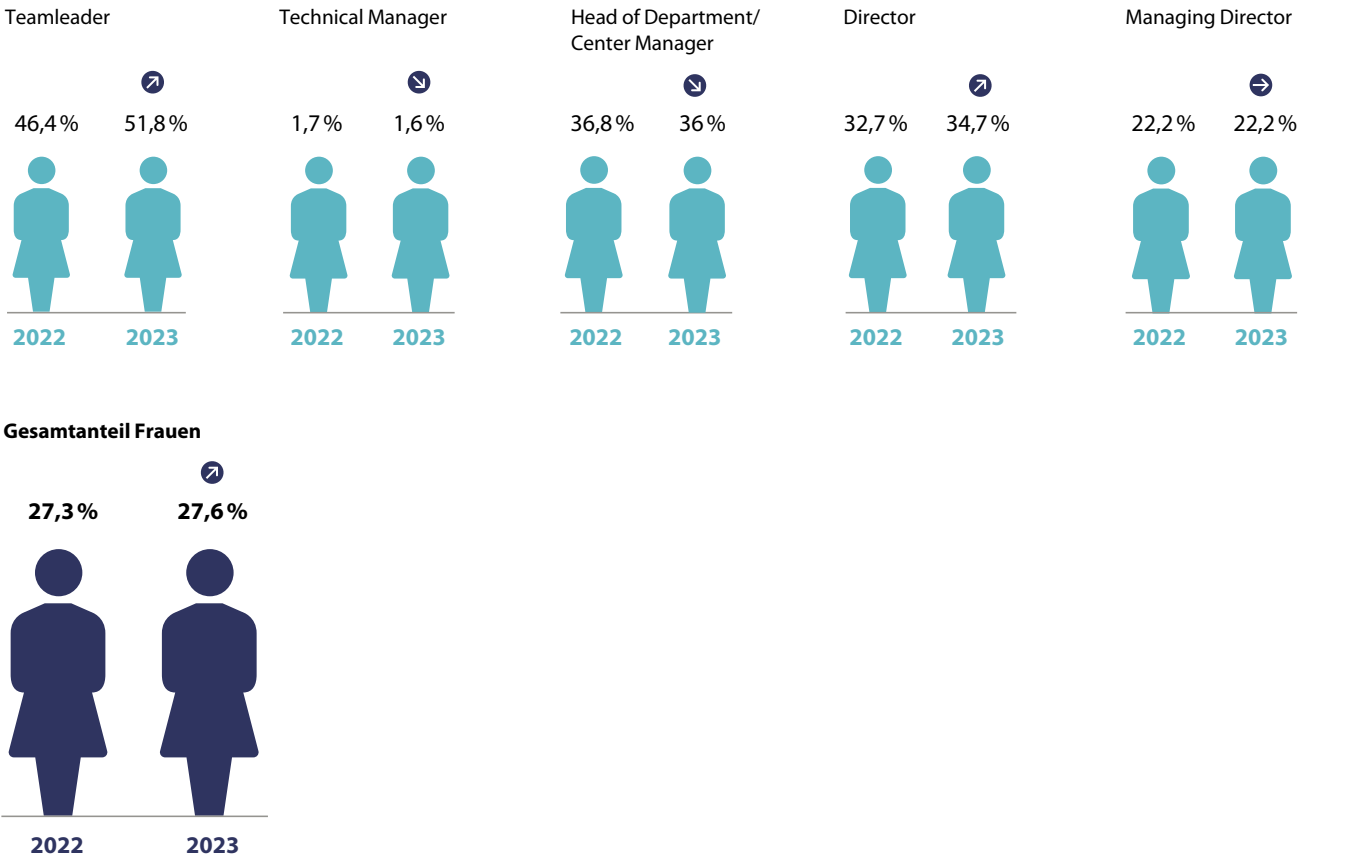 Teamleader
46,4 % 51,8 %
2022 2023
Technical Manager
1,7 % 1,6 %
2022 2023
Head of Department/
Center Manager
36,8 % 36 %
2022 2023
Director
32,7 % 34,7 %
2022 2023
Managing Director
22,2 % 22,2 %
2022 2023
Gesamtanteil Frauen
27,3 % 27,6 %
2022 2023